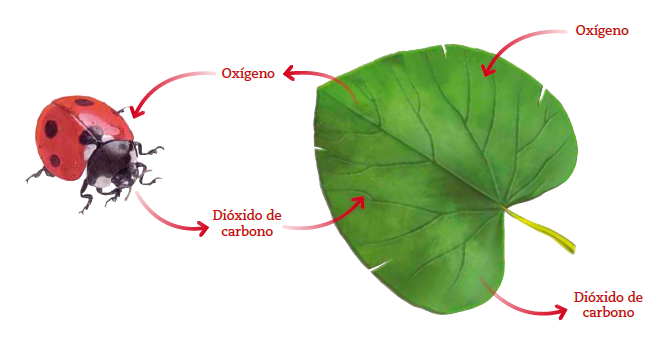 Oxígeno
Oxígeno
Dióxido de
carbono
Dióxido de
carbono